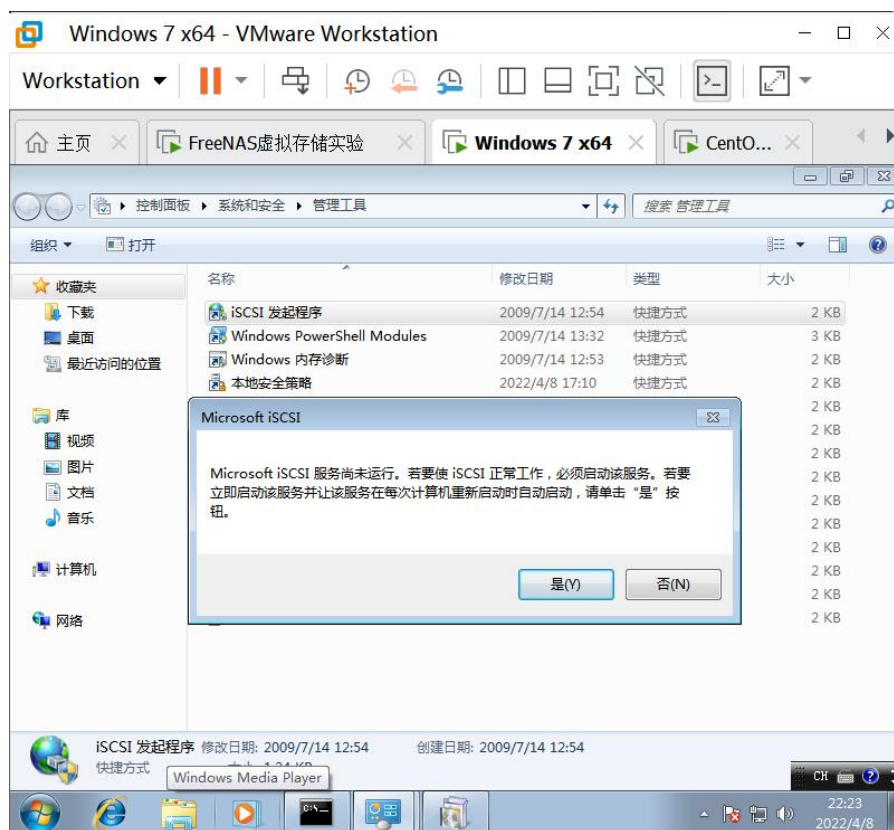 Windows 7 x64 - VMware Workstation
Workstation
主页
FreeNAS虚拟存储实验
Windows 7 x64
CentO...
控制面板 系统和安全 管理工具
搜索 管理工具
组织 打开
名称 修改日期 类型 大小
收藏夹
下载
桌面
最近访问的位置
库
视频
图片
文档
音乐
计算机
网络
iSCSI 发起程序 2009/7/14 12:54 快捷方式 2 KB
Windows PowerShell Modules 2009/7/14 13:32 快捷方式 3 KB
Windows 内存诊断 2009/7/14 12:53 快捷方式 2 KB
本地安全策略 2022/4/8 17:10 快捷方式 2 KB
2 KB
2 KB
2 KB
2 KB
2 KB
2 KB
2 KB
2 KB
2 KB
2 KB
Microsoft iSCSI
Microsoft iSCSI 服务尚未运行。若要使 iSCSI 正常工作，必须启动该服务。若要
立即启动该服务并让该服务在每次计算机重新启动时自动启动，请单击 “是” 按
钮。
是(Y) 否(N)
iSCSI 发起程序 修改日期: 2009/7/14 12:54 创建日期: 2009/7/14 12:54
快捷方式
Windows Media Player
CH
22:23
2022/4/8